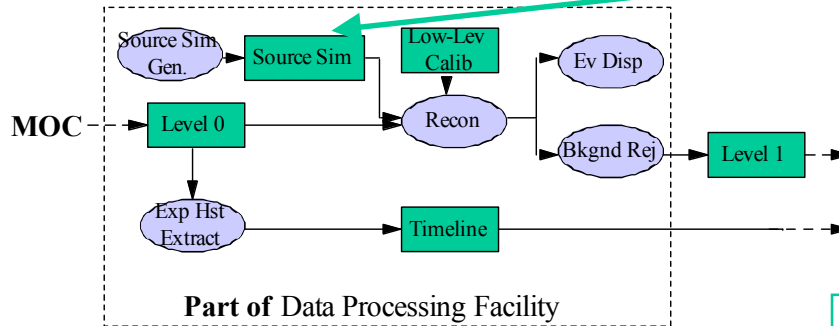 Source Sim
Gen.
Source Sim
Low-Lev
Calib
Ev Disp
MOC
Level 0
Recon
Bkgnd Rej
Level 1
Exp Hst
Extract
Timeline
Part of Data Processing Facility